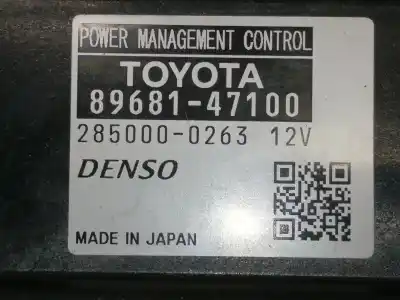 POWER MANAGEMENT CONTROL
TOYOTA
89681-47100
285000-0263 12V
DENSO
MADE IN JAPAN